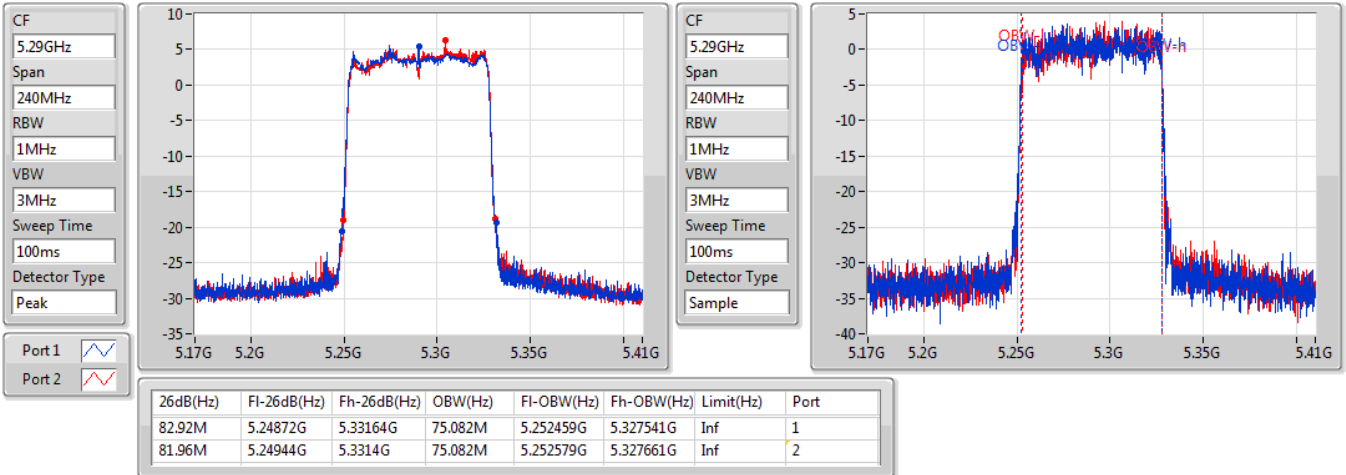 CF
5.29GHz
Span
240MHz
RBW
1MHz
VBW
3MHz
Sweep Time
100ms
Detector Type
Peak
10-
5-
0-
-5-
-10-
-15-
-20-
-25-
-30-
-35-
5.17G 5.2G 5.25G 5.3G 5.35G 5.41G
CF
5.29GHz
Span
240MHz
RBW
1MHz
VBW
3MHz
Sweep Time
100ms
Detector Type
Sample
5-
0-
-5-
-10-
-15-
-20-
-25-
-30-
-35-
-40-
OBW-h
5.17G 5.2G 5.25G 5.3G 5.35G 5.41G
Port 1
Port 2
26dB(Hz) Fl-26dB(Hz) Fh-26dB(Hz) OBW(Hz) Fl-OBW(Hz) Fh-OBW(Hz) Limit(Hz) Port
82.92M 5.24872G 5.33164G 75.082M 5.252459G 5.327541G Inf 1
81.96M 5.24944G 5.3314G 75.082M 5.252579G 5.327661G Inf 2